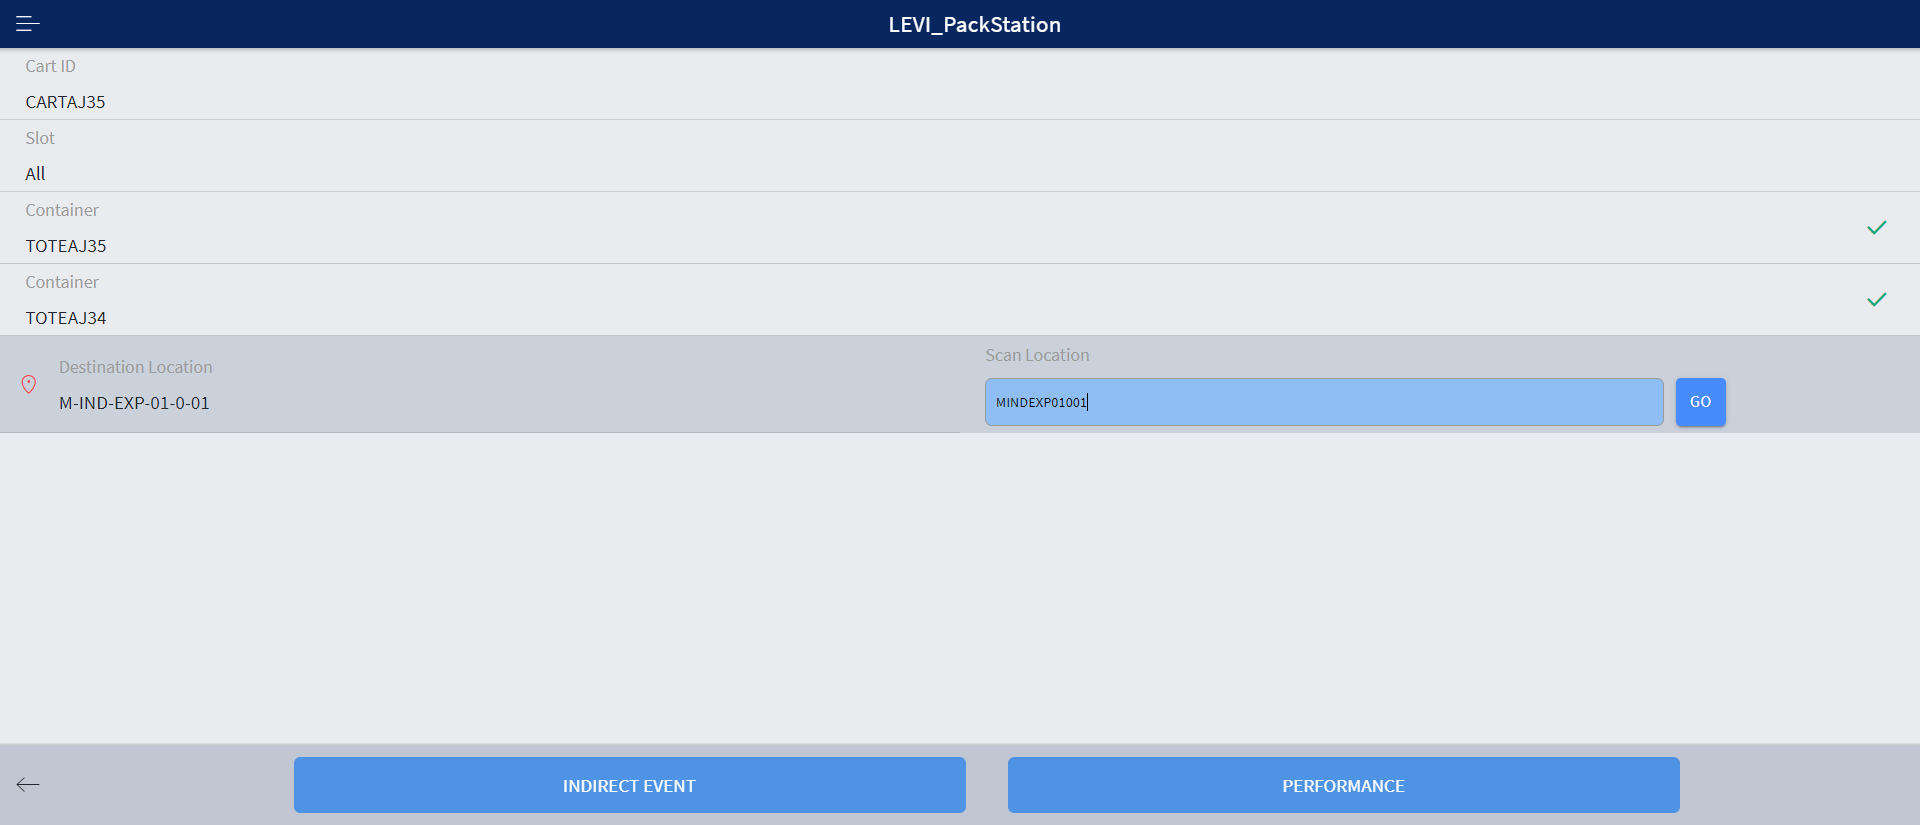 LEVI_PackStation
Cart ID
CARTAJ35
Slot
All
Container
TOTEAJ35
Container
TOTEAJ34
Destination Location
M-IND-EXP-01-0-01
Scan Location
MINDEXP01001
GO
INDIRECT EVENT
PERFORMANCE